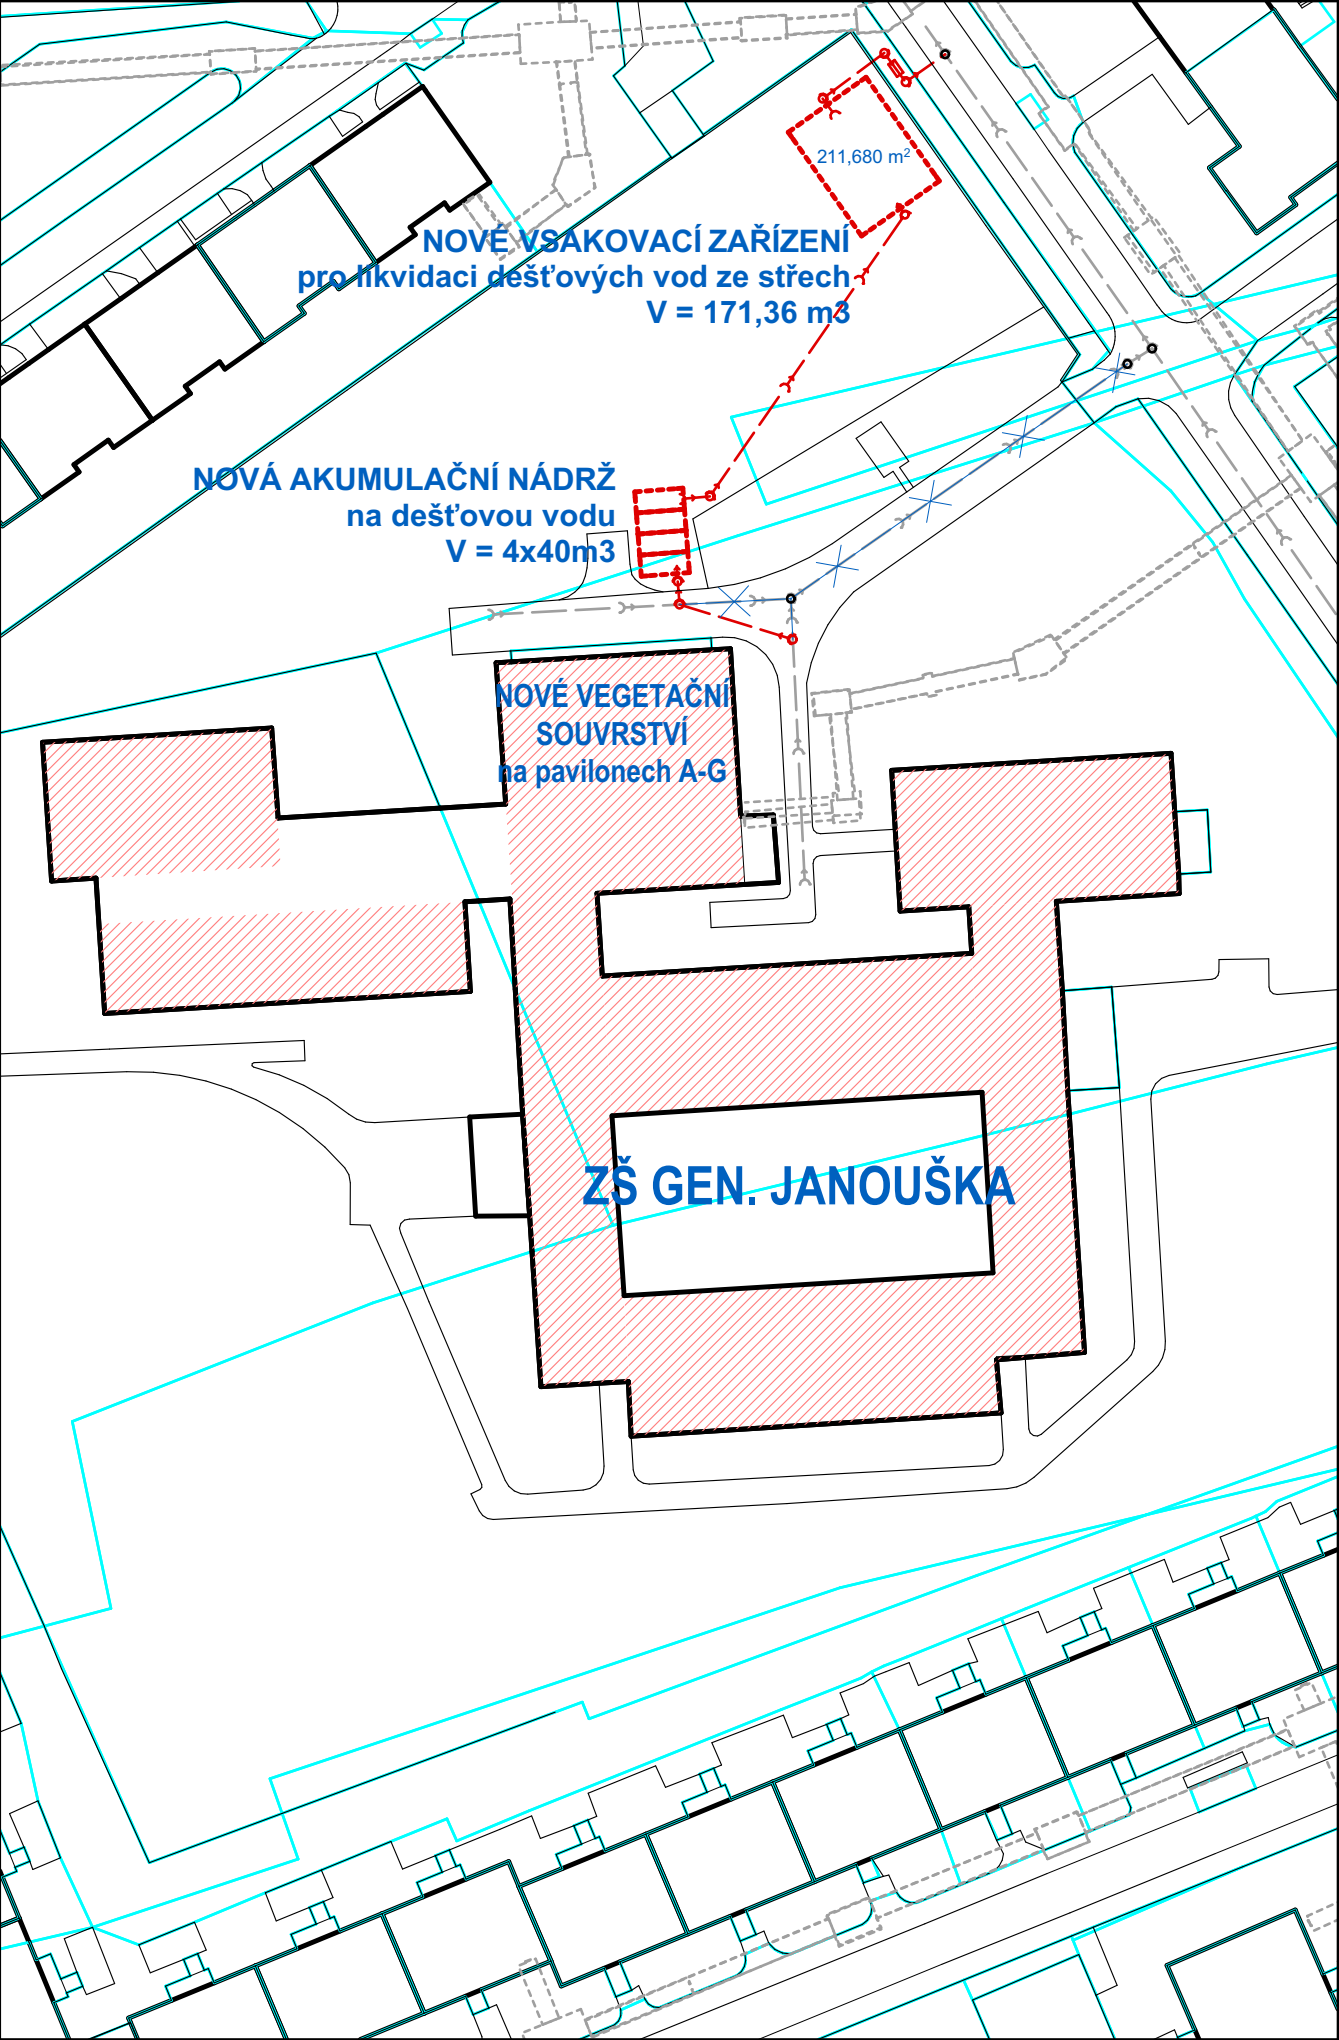 211,680 m²
NOVÉ VSAKOVACÍ ZAŘÍZENÍ
pro likvidaci dešťových vod ze střech
V = 171,36 m3
NOVÁ AKUMULAČNÍ NÁDRŽ
na dešťovou vodu
V = 4x40m3
NOVÉ VEGETAČNÍ
SOUVRSTVÍ
na pavilonech A-G
ZŠ GEN. JANOUŠKA